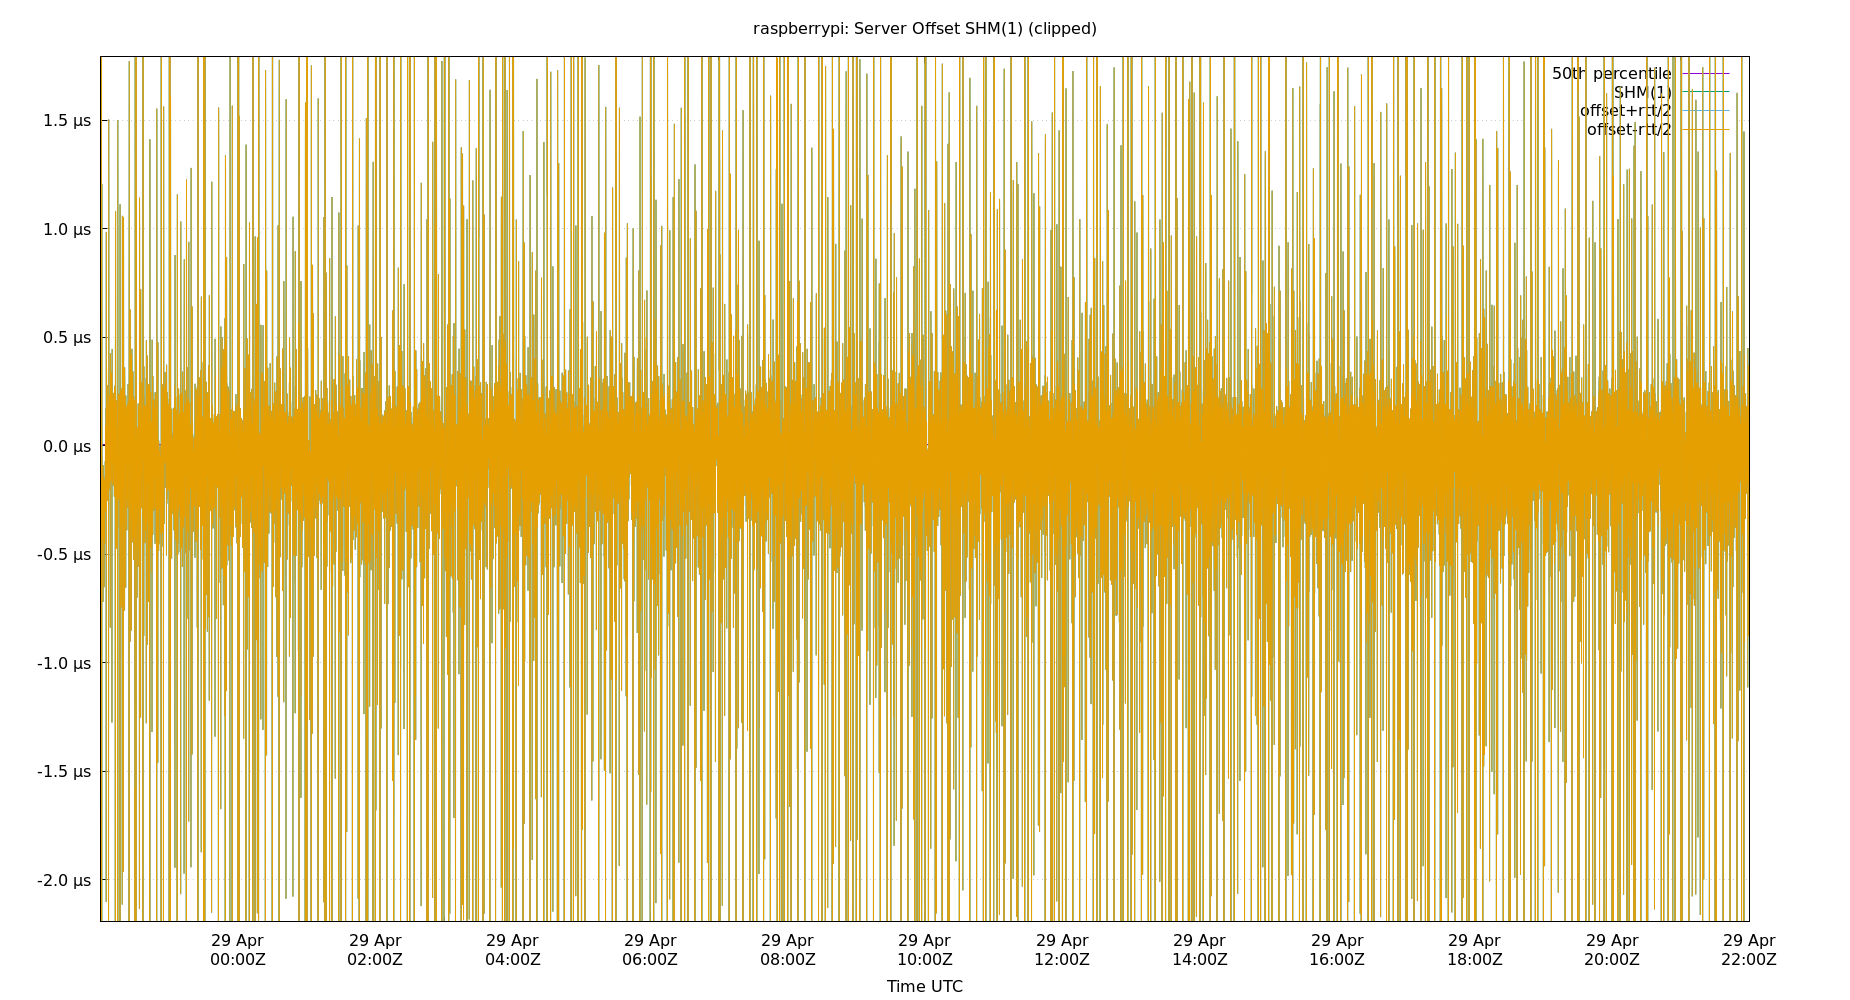 raspberrypi: Server Offset SHM(1) (clipped)
50th percentile
SHM(1)
offset+rtt/2
offset-rtt/2
1.5 µs
1.0 µs
0.5 µs
0.0 µs
-0.5 µs
-1.0 µs
-1.5 µs
-2.0 µs
29 Apr 29 Apr 29 Apr 29 Apr 29 Apr 29 Apr 29 Apr 29 Apr 29 Apr 29 Apr 29 Apr 29 Apr
00:00Z 02:00Z 04:00Z 06:00Z 08:00Z 10:00Z 12:00Z 14:00Z 16:00Z 18:00Z 20:00Z 22:00Z
Time UTC